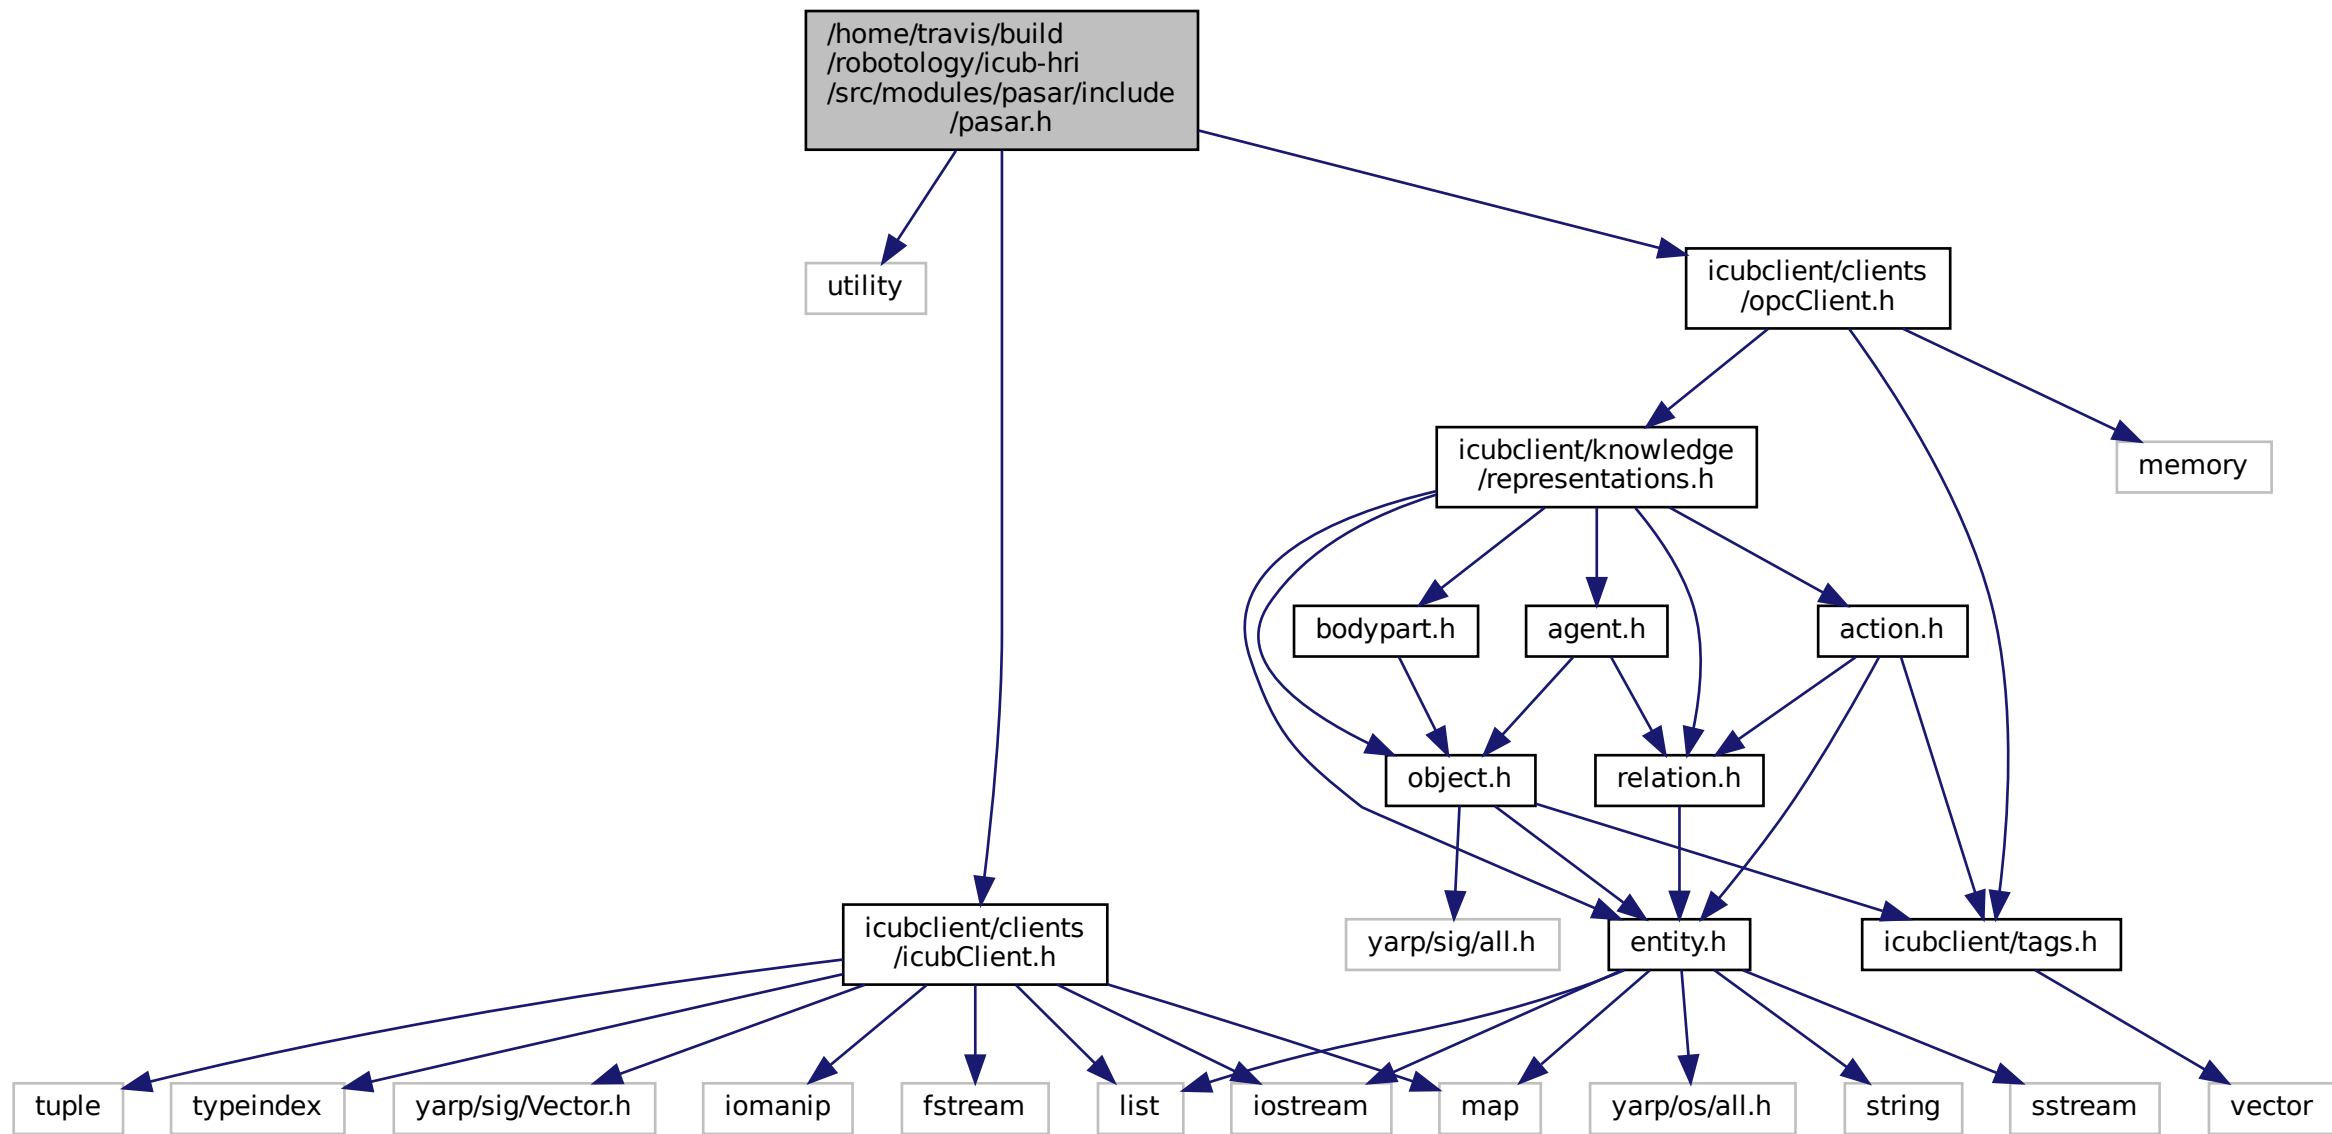 /home/travis/build
/robotology/icub-hri
/src/modules/pasar/include
/pasar.h
utility
icubclient/clients
/opcClient.h
icubclient/knowledge
/representations.h
memory
bodypart.h
agent.h
action.h
object.h
relation.h
icubclient/clients
/icubClient.h
yarp/sig/all.h
entity.h
icubclient/tags.h
tuple
typeindex
yarp/sig/Vector.h
iomanip
fstream
list
iostream
map
yarp/os/all.h
string
sstream
vector